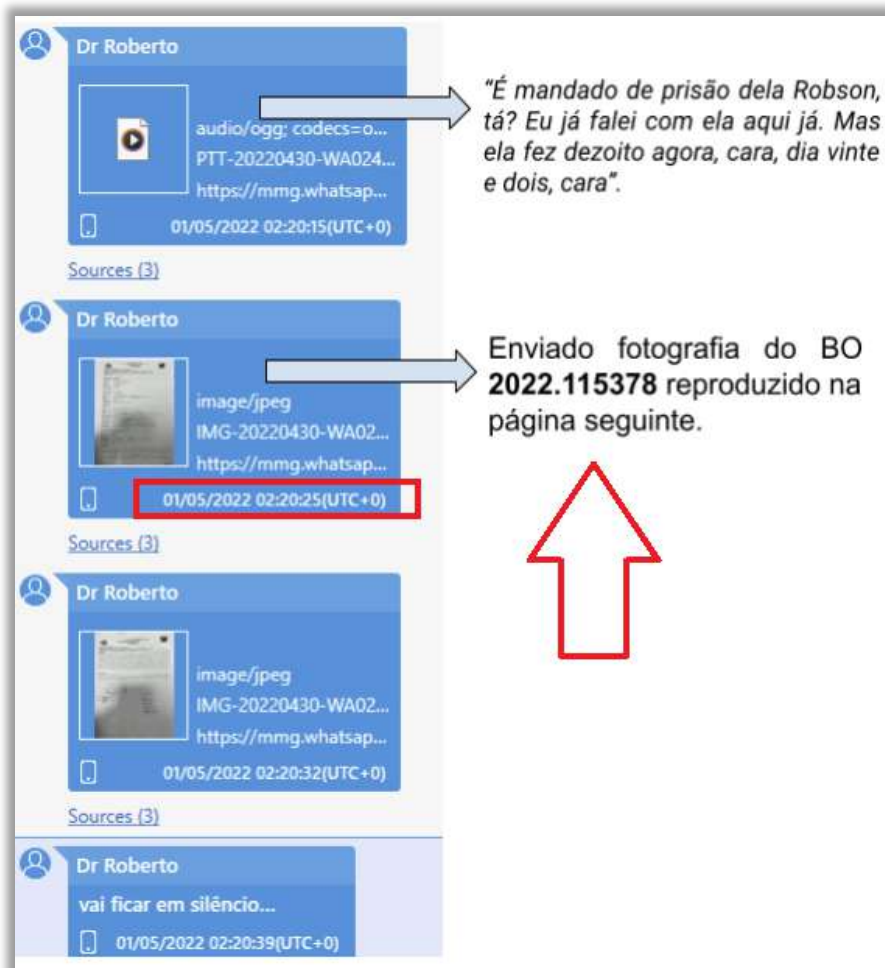 Dr Roberto
audio/ogg; codecs=o...
PTT-20220430-WA024...
https://mmg.whatsap...
01/05/2022 02:20:15(UTC+0)
Sources (3)
"É mandado de prisão dela Robson,
tá? Eu já falei com ela aqui já. Mas
ela fez dezoito agora, cara, dia vinte
e dois, cara".
Dr Roberto
image/jpeg
IMG-20220430-WA02...
https://mmg.whatsap...
01/05/2022 02:20:25(UTC+0)
Sources (3)
Enviado fotografia do BO
2022.115378 reproduzido na
página seguinte.
Dr Roberto
image/jpeg
IMG-20220430-WA02...
https://mmg.whatsap...
01/05/2022 02:20:32(UTC+0)
Sources (3)
Dr Roberto
vai ficar em silêncio...
01/05/2022 02:20:39(UTC+0)